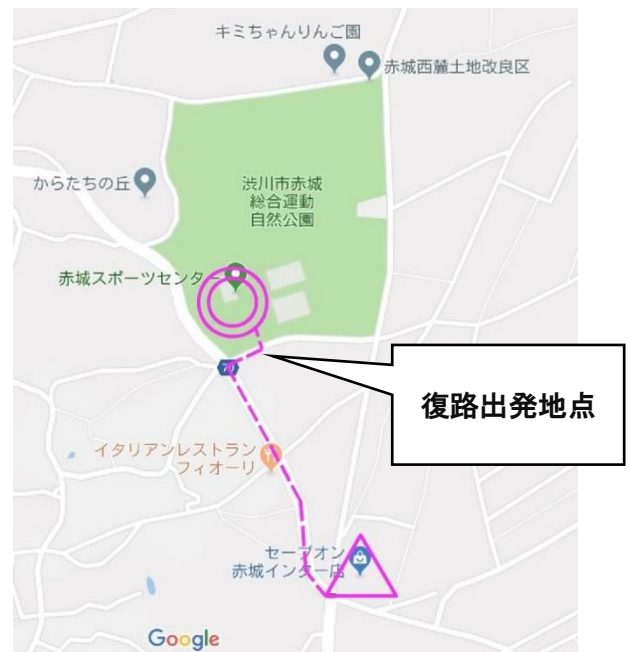 キミちゃんりんご園
赤城西麓土地改良区
からたちの丘
渋川市赤城
総合運動
自然公園
赤城スポーツセンター
70
復路出発地点
イタリアンレストラン
フィオーリ
セーブオン
赤城インター店
Google